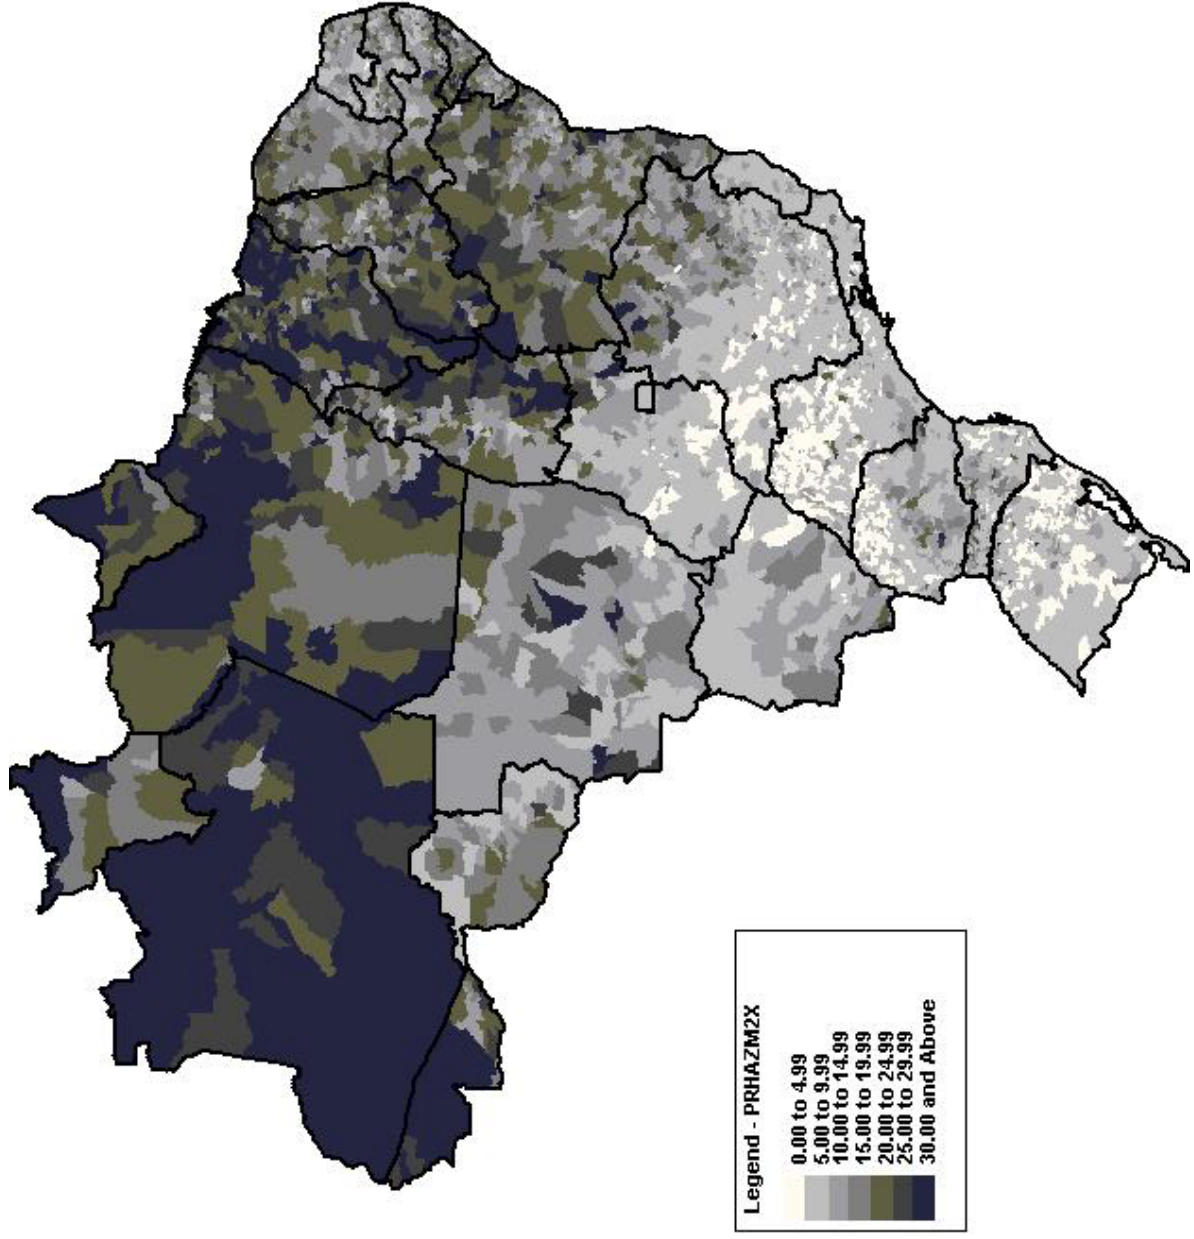 Legend - PRHAZM2X
0.00 to 4.99
5.00 to 9.99
10.00 to 14.99
15.00 to 19.99
20.00 to 24.99
25.00 to 29.99
30.00 and Above